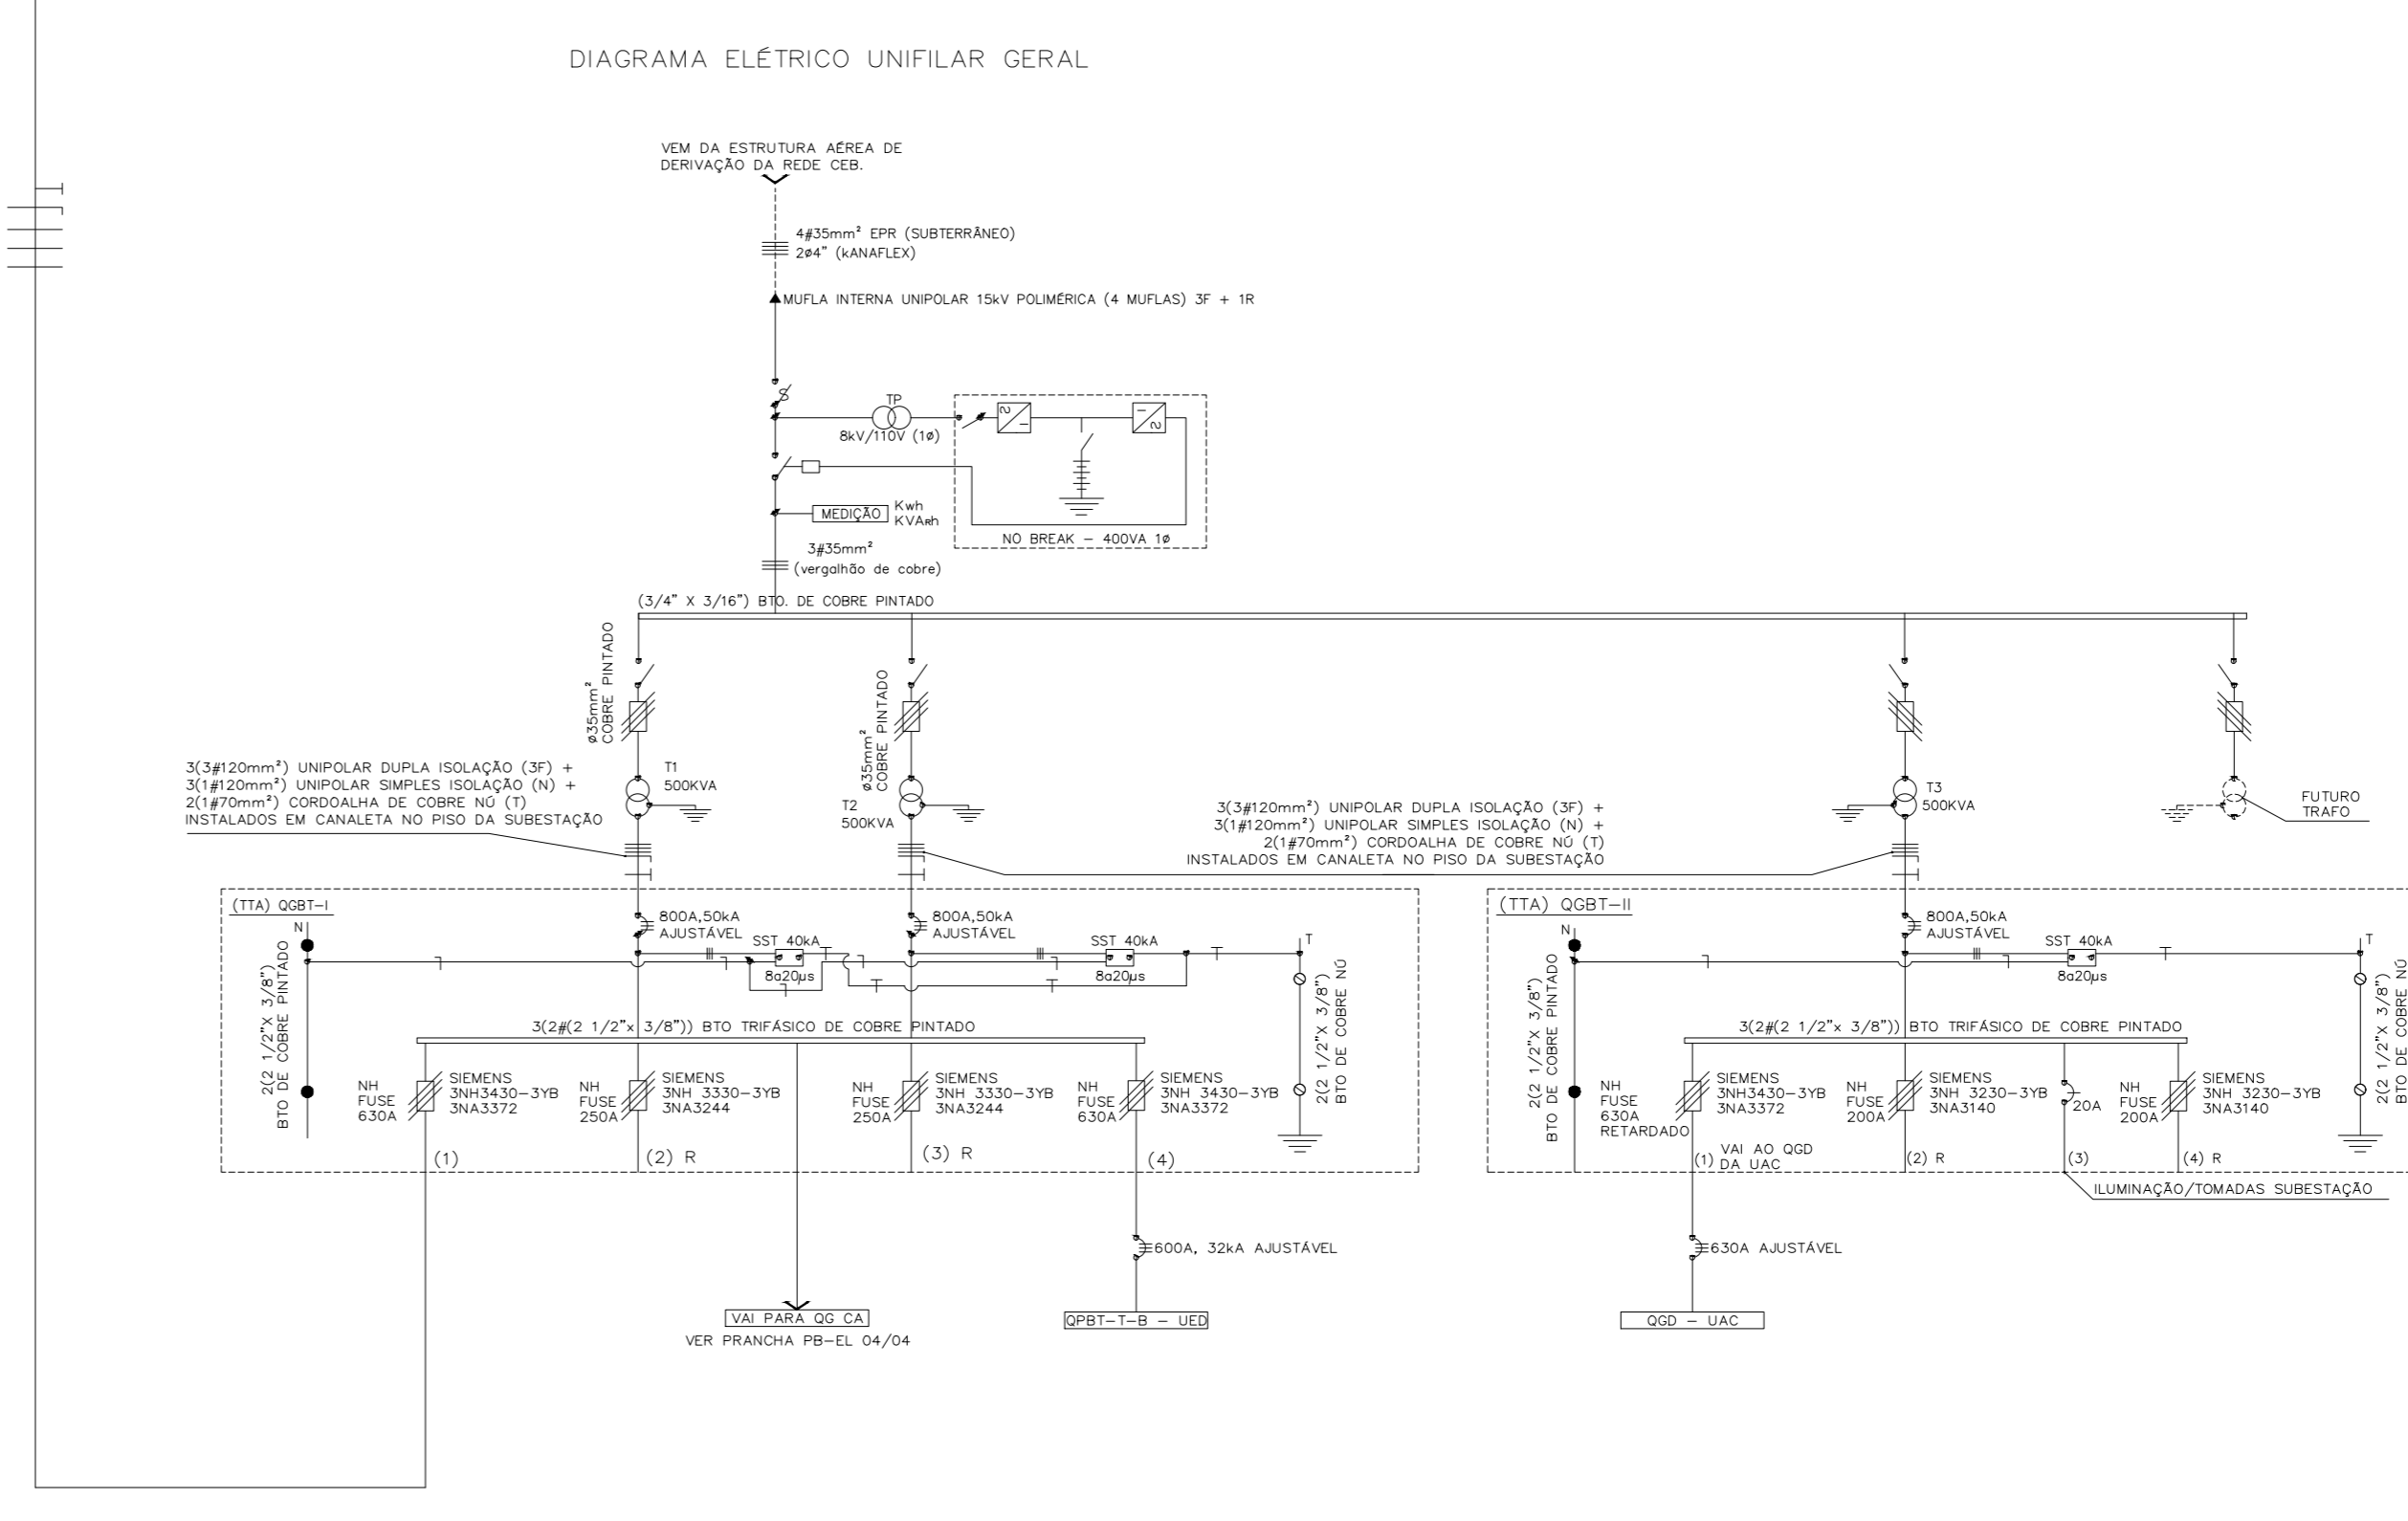 DIAGRAMA ELÉTRICO UNIFILAR GERAL
VEM DA ESTRUTURA AÉREA DE
DERIVAÇÃO DA REDE CEB.
4#35mm² EPR (SUBTERRÂNEO)
2ø4" (kANAFLEX)
MUFLA INTERNA UNIPOLAR 15kV POLIMÉRICA (4 MUFLAS) 3F + 1R
TP
8kV/110V (1ø)
MEDIÇÃO
Kwh
KVARh
NO BREAK – 400VA 1ø
3#35mm²
(vergalhão de cobre)
(3/4" X 3/16") BTO. DE COBRE PINTADO
ø35mm²
COBRE PINTADO
ø35mm²
COBRE PINTADO
3(3#120mm²) UNIPOLAR DUPLA ISOLAÇÃO (3F) +
3(1#120mm²) UNIPOLAR SIMPLES ISOLAÇÃO (N) +
2(1#70mm²) CORDOALHA DE COBRE NÚ (T)
INSTALADOS EM CANALETA NO PISO DA SUBESTAÇÃO
T1
500KVA
T2
500KVA
3(3#120mm²) UNIPOLAR DUPLA ISOLAÇÃO (3F) +
3(1#120mm²) UNIPOLAR SIMPLES ISOLAÇÃO (N) +
2(1#70mm²) CORDOALHA DE COBRE NÚ (T)
INSTALADOS EM CANALETA NO PISO DA SUBESTAÇÃO
T3
500KVA
FUTURO
TRAFO
(TTA) QGBT–I
N
2(2 1/2"X 3/8")
BTO DE COBRE PINTADO
800A,50kA
AJUSTÁVEL
SST 40kA
8a20µs
800A,50kA
AJUSTÁVEL
SST 40kA
8a20µs
T
2(2 1/2"X 3/8")
BTO DE COBRE NÚ
3(2#(2 1/2"x 3/8")) BTO TRIFÁSICO DE COBRE PINTADO
NH
FUSE
630A
SIEMENS
3NH3430–3YB
3NA3372
NH
FUSE
250A
SIEMENS
3NH 3330–3YB
3NA3244
NH
FUSE
250A
SIEMENS
3NH 3330–3YB
3NA3244
NH
FUSE
630A
SIEMENS
3NH 3430–3YB
3NA3372
(1)
(2) R
(3) R
(4)
600A, 32kA AJUSTÁVEL
VAI PARA QG CA
VER PRANCHA PB–EL 04/04
QPBT–T–B – UED
(TTA) QGBT–II
N
2(2 1/2"X 3/8")
BTO DE COBRE PINTADO
800A,50kA
AJUSTÁVEL
SST 40kA
8a20µs
T
2(2 1/2"X 3/8")
BTO DE COBRE NÚ
3(2#(2 1/2"x 3/8")) BTO TRIFÁSICO DE COBRE PINTADO
NH
FUSE
630A
RETARDADO
SIEMENS
3NH3430–3YB
3NA3372
NH
FUSE
200A
SIEMENS
3NH 3230–3YB
3NA3140
20A
NH
FUSE
200A
SIEMENS
3NH 3230–3YB
3NA3140
(1)
VAI AO QGD
DA UAC
(2) R
(3)
(4) R
ILUMINAÇÃO/TOMADAS SUBESTAÇÃO
630A AJUSTÁVEL
QGD – UAC